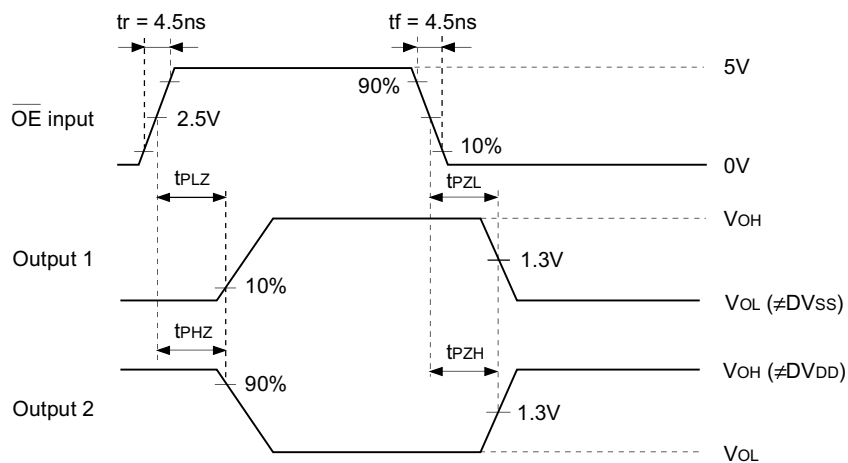 tr = 4.5ns
tf = 4.5ns
5V
90%
OE input
2.5V
10%
0V
tPLZ
tPZL
VOH
Output 1
1.3V
10%
VOL (≠DVSS)
tPHZ
tPZH
VOH (≠DVDD)
90%
Output 2
1.3V
VOL